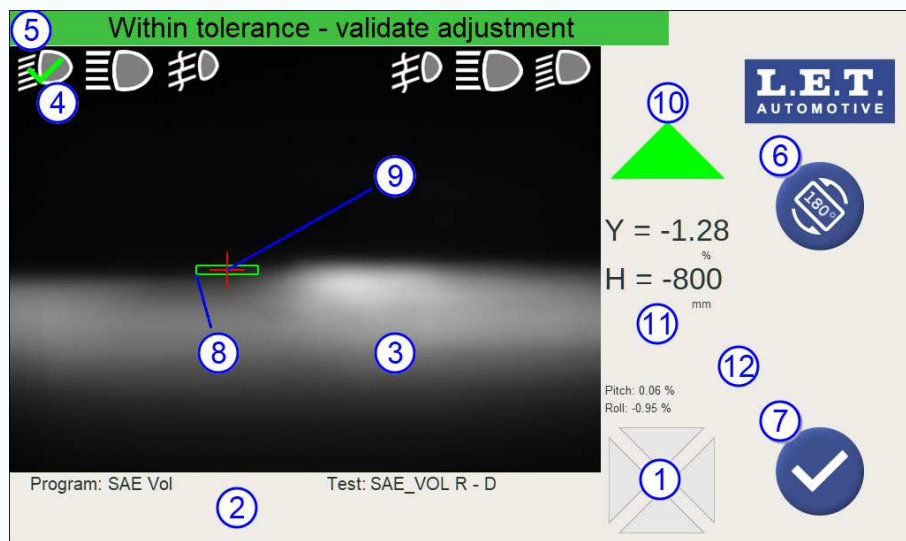 Within tolerance - validate adjustment
5
4
10
L.E.T.
AUTOMOTIVE
6
180°
9
Y = -1.28
%
H = -800
mm
8
3
11
12
Pitch: 0.06 %
Roll: -0.95 %
7
1
Program: SAE Vol
Test: SAE_VOL R - D
2